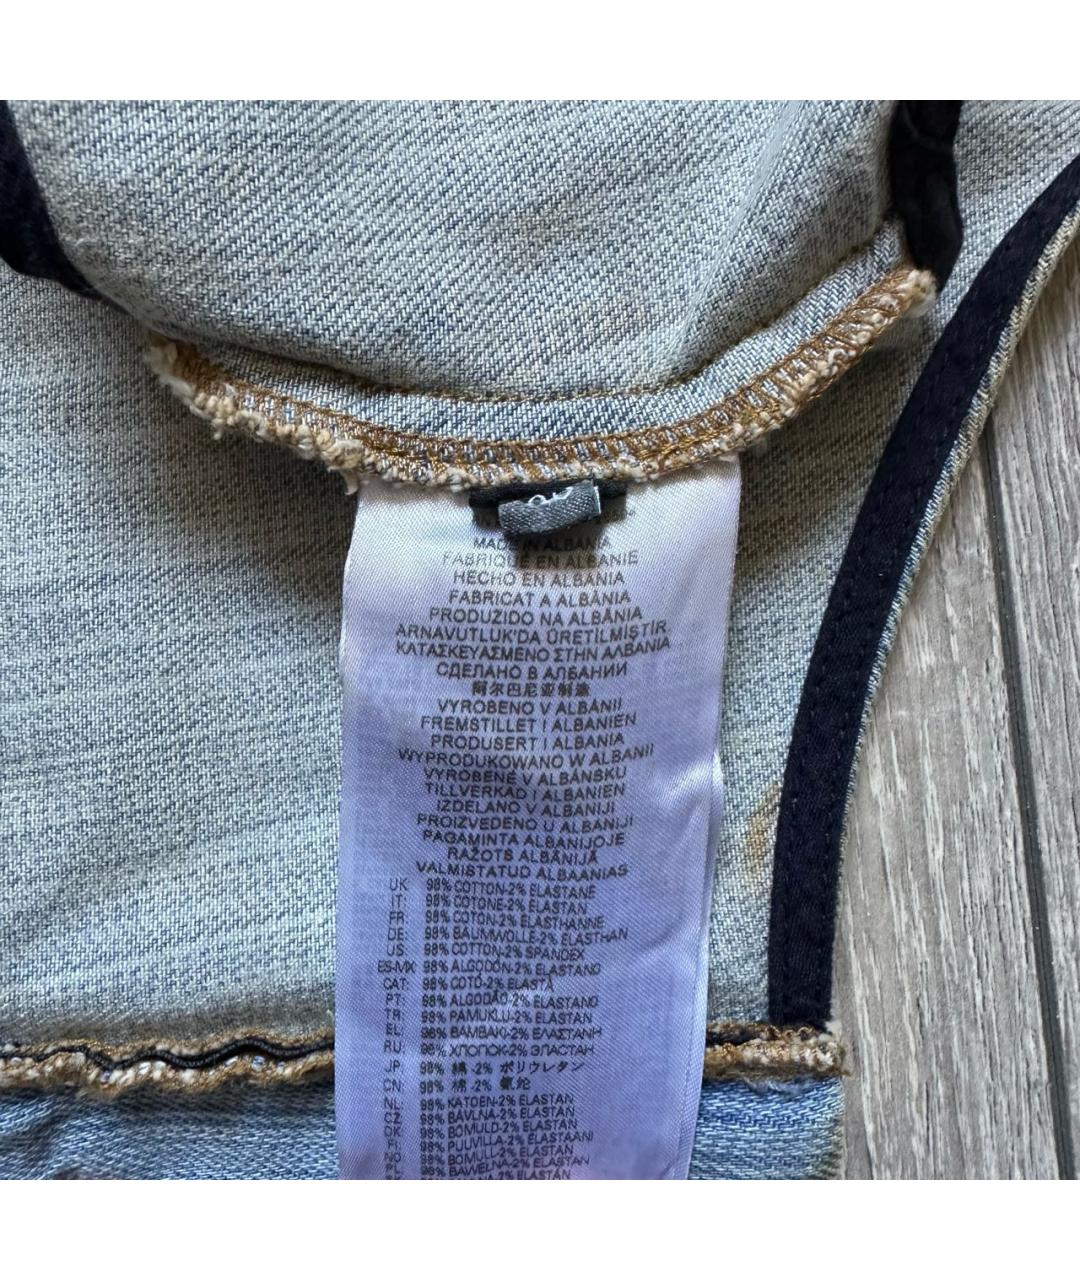 MADE IN ALBANIA
FABRIQUÉ EN ALBANIE
HECHO EN ALBANIA
FABRICAT A ALBÀNIA
PRODUZIDO NA ALBÂNIA
ARNAVUTLUK'DA ÜRETİLMİŞTİR
ΚΑΤΑΣΚΕΥΑΣΜΕΝΟ ΣΤΗΝ ΑΛΒΑΝΙΑ
СДЕЛАНО В АЛБАНИИ
阿尔巴尼亚制造
VYROBENO V ALBÁNII
FREMSTILLET I ALBANIEN
PRODUSERT I ALBANIA
WYPRODUKOWANO W ALBANII
VYROBENÉ V ALBÁNSKU
TILLVERKAD I ALBANIEN
IZDELANO V ALBANIJI
PROIZVEDENO U ALBANIJI
PAGAMINTA ALBANIJOJE
RAŽOTS ALBĀNIJĀ
VALMISTATUD ALBAANIAS
UK: 98% COTTON-2% ELASTANE
IT: 98% COTONE-2% ELASTAN
FR: 98% COTON-2% ÉLASTHANNE
DE: 98% BAUMWOLLE-2% ELASTHAN
US: 98% COTTON-2% SPANDEX
ES-MX: 98% ALGODÓN-2% ELASTANO
CAT: 98% COTÓ-2% ELASTÀ
PT: 98% ALGODÃO-2% ELASTANO
TR: 98% PAMUKLU-2% ELASTAN
EL: 98% ΒΑΜΒΑΚΙ-2% ΕΛΑΣΤΑΝΗ
RU: 98% ХЛОПОК-2% ЭЛАСТАН
JP: 98% 綿 -2% ポリウレタン
CN: 98% 棉 -2% 氨纶
NL: 98% KATOEN-2% ELASTAN
CZ: 98% BAVLNA-2% ELASTAN
DK: 98% BOMULD-2% ELASTAN
FI: 98% PUUVILLA-2% ELASTAANI
NO: 98% BOMULL-2% ELASTAN
PL: 98% BAWEŁNA-2% ELASTAN